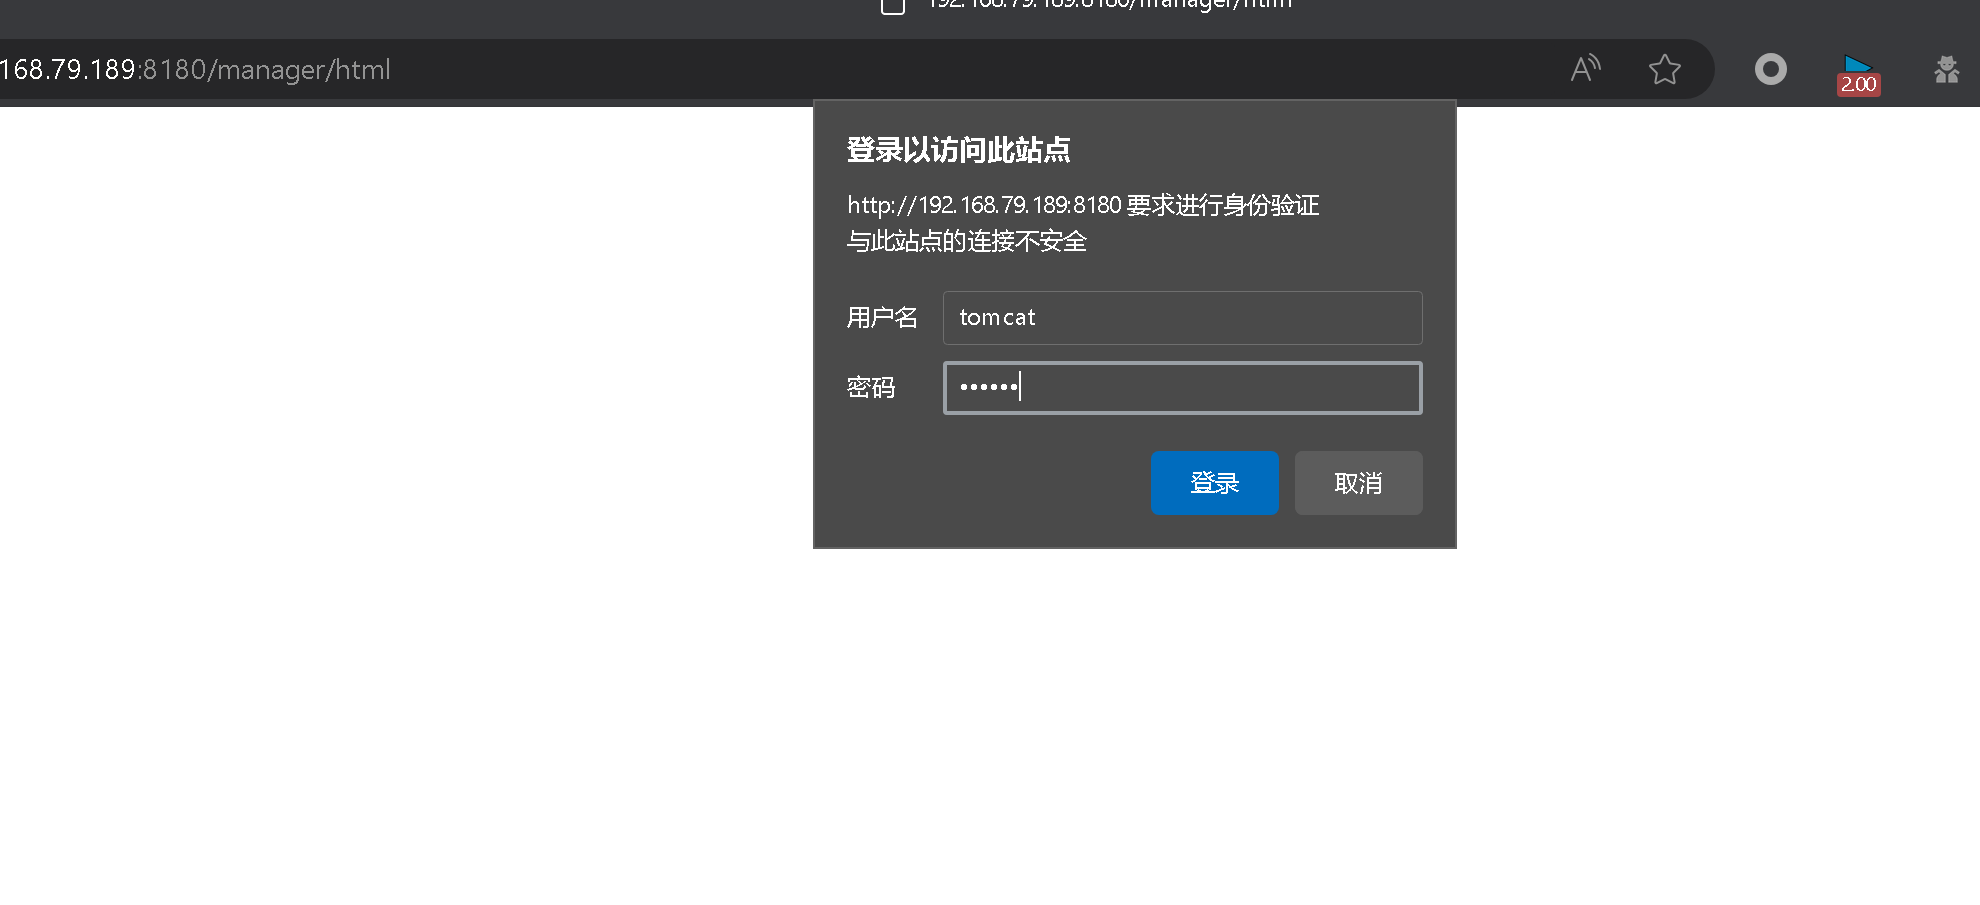 192.168.79.189:8180/manager/html
168.79.189:8180/manager/html
2.00
登录以访问此站点
http://192.168.79.189:8180 要求进行身份验证
与此站点的连接不安全
用户名 tomcat
密码 ••••••
登录 取消